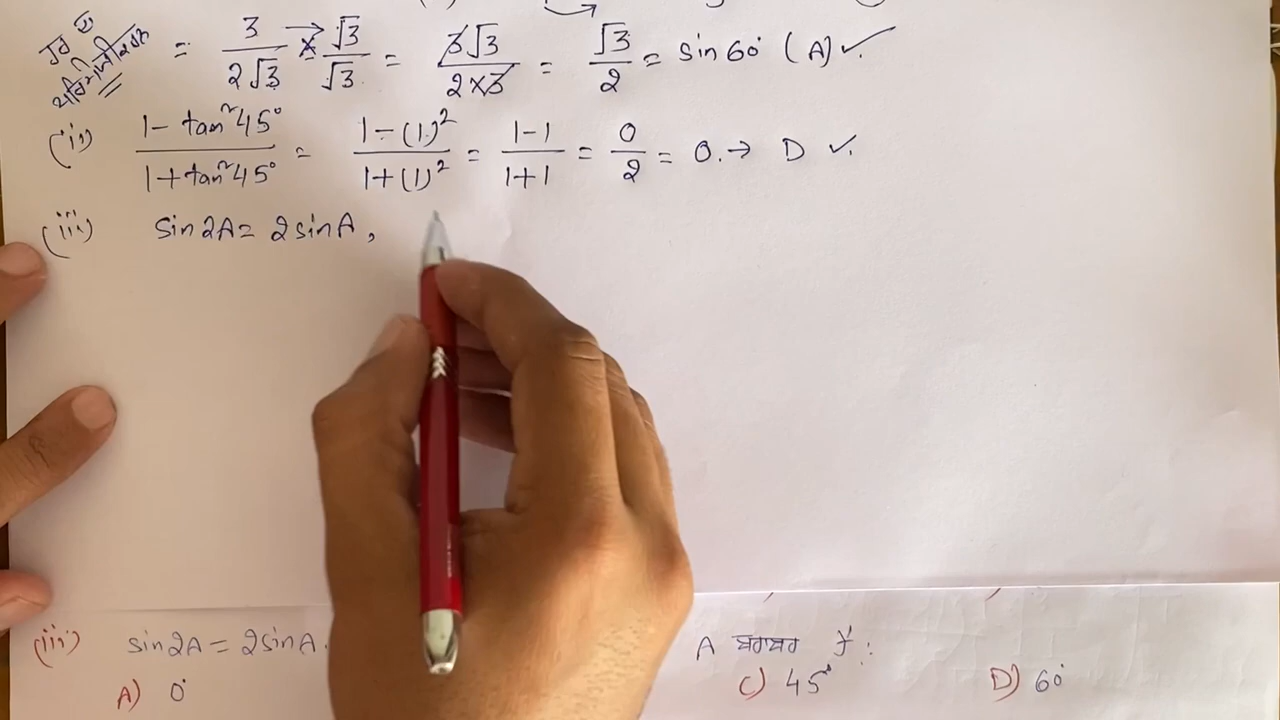 = 3/2√3 × √3/√3 = 3√3/2×3 = √3/2 = sin 60° (A) ✓
(ii) 1 - tan²45°/1 + tan²45° = 1 - (1)²/1 + (1)² = 1-1/1+1 = 0/2 = 0. → D ✓.
(iii) sin 2A = 2 sin A,
(iii) sin 2A = 2 sin A. A ਬਰਾਬਰ ਹੈ :
A) 0° C) 45° D) 60°